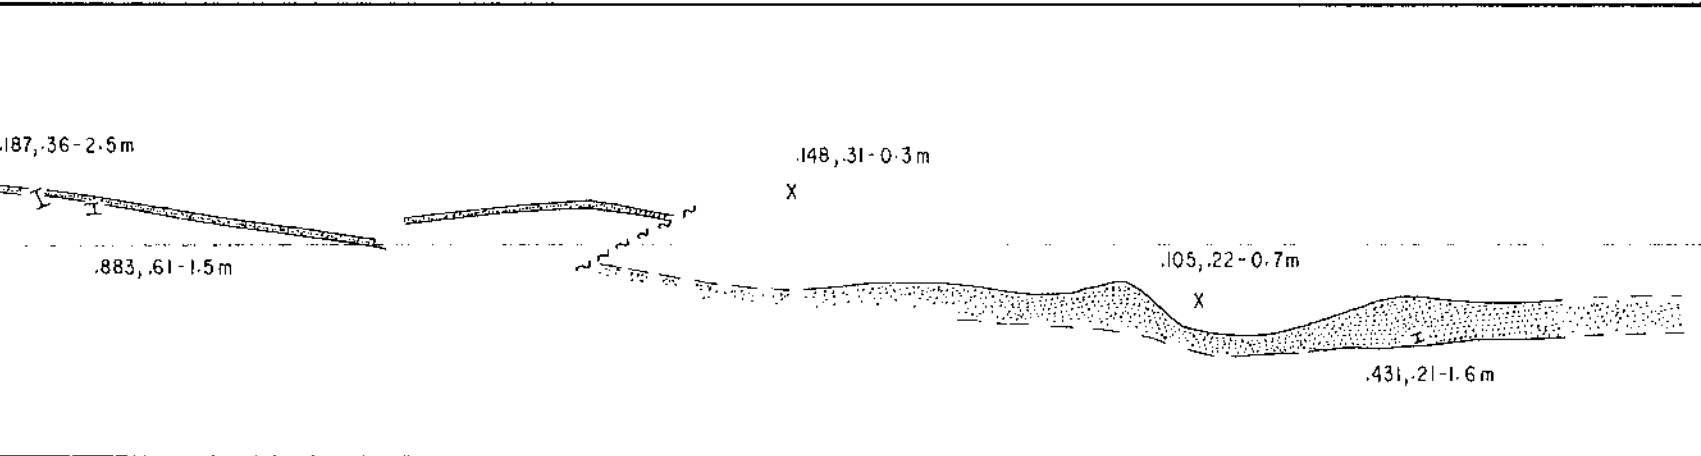 .187, .36-2.5m
.148, .31-0.3m
X
.883, .61-1.5m
.105, .22-0.7m
X
.431, .21-1.6m